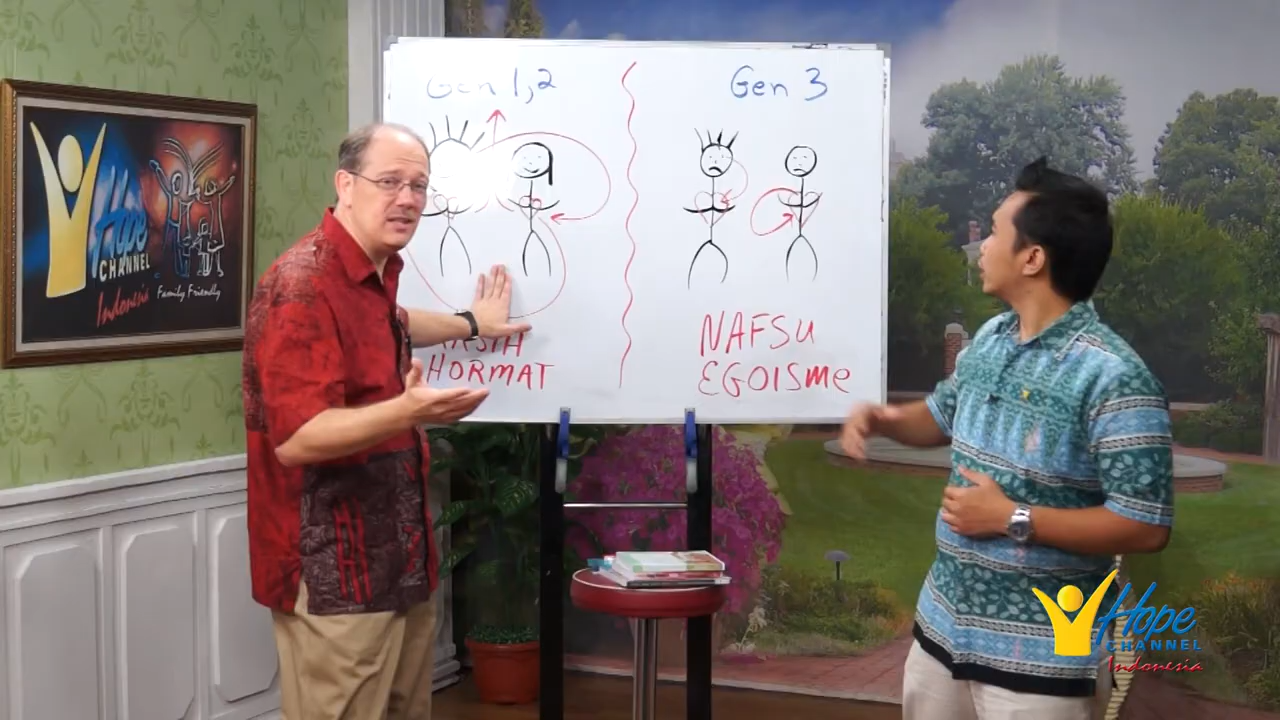 Gen 1,2
Gen 3
HORMAT
NAFSU
EGOISME
Hope
CHANNEL
Indonesia
Family Friendly
Hope
CHANNEL
Indonesia